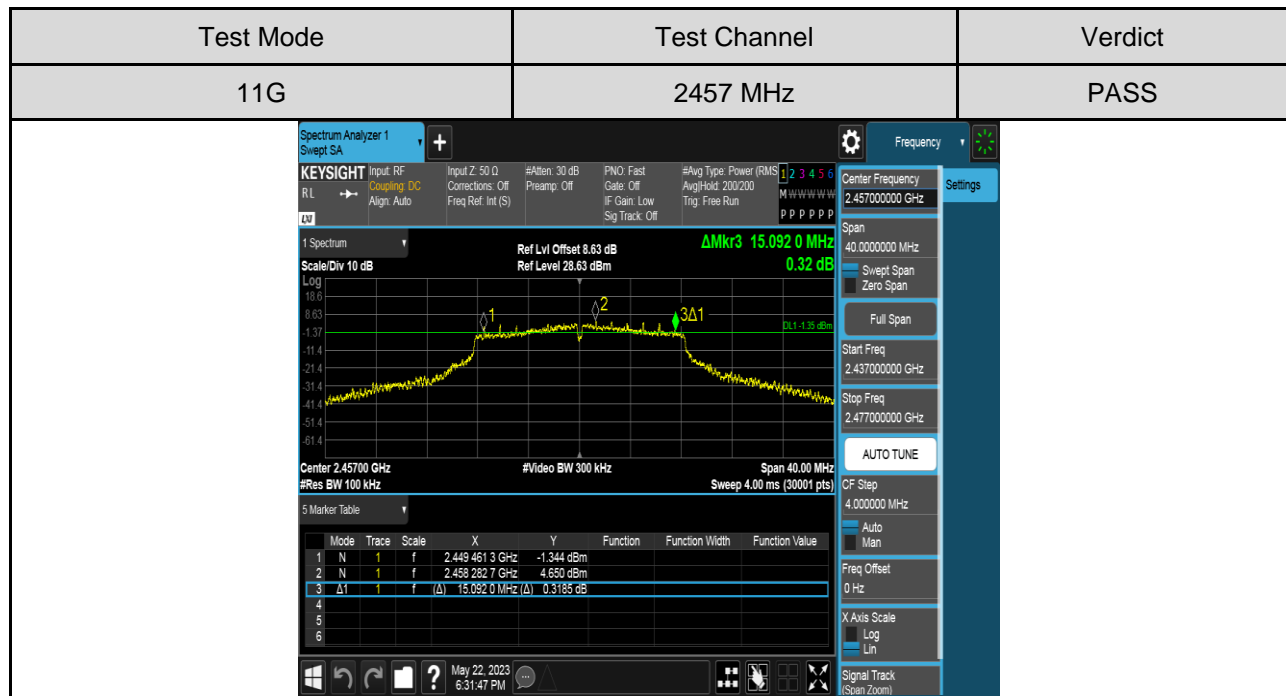 Test Mode Test Channel Verdict
11G 2457 MHz PASS
Spectrum Analyzer 1
Swept SA
+
Frequency
KEYSIGHT Input: RF Input Z: 50 Ω #Atten: 30 dB PNO: Fast #Avg Type: Power (RMS 1 2 3 4 5 6
RL Coupling: DC Corrections: Off Preamp: Off Gate: Off Avg|Hold: 200/200 M W W W W W
Align: Auto Freq Ref: Int (S) IF Gain: Low Trig: Free Run
LXI Sig Track: Off P P P P P P
1 Spectrum
Ref Lvl Offset 8.63 dB ΔMkr3 15.092 0 MHz
Scale/Div 10 dB Ref Level 28.63 dBm 0.32 dB
Log
18.6
8.63
-1.37
-11.4
-21.4
-31.4
-41.4
-51.4
-61.4
1
2
3Δ1
DL1 -1.35 dBm
Center 2.45700 GHz #Video BW 300 kHz Span 40.00 MHz
#Res BW 100 kHz Sweep 4.00 ms (30001 pts)
5 Marker Table
Mode Trace Scale X Y Function Function Width Function Value
1 N 1 f 2.449 461 3 GHz -1.344 dBm
2 N 1 f 2.458 282 7 GHz 4.650 dBm
3 Δ1 1 f (Δ) 15.092 0 MHz (Δ) 0.3185 dB
4
5
6
? May 22, 2023
6:31:47 PM
Center Frequency
2.457000000 GHz
Settings
Span
40.0000000 MHz
Swept Span
Zero Span
Full Span
Start Freq
2.437000000 GHz
Stop Freq
2.477000000 GHz
AUTO TUNE
CF Step
4.000000 MHz
Auto
Man
Freq Offset
0 Hz
X Axis Scale
Log
Lin
Signal Track
(Span Zoom)